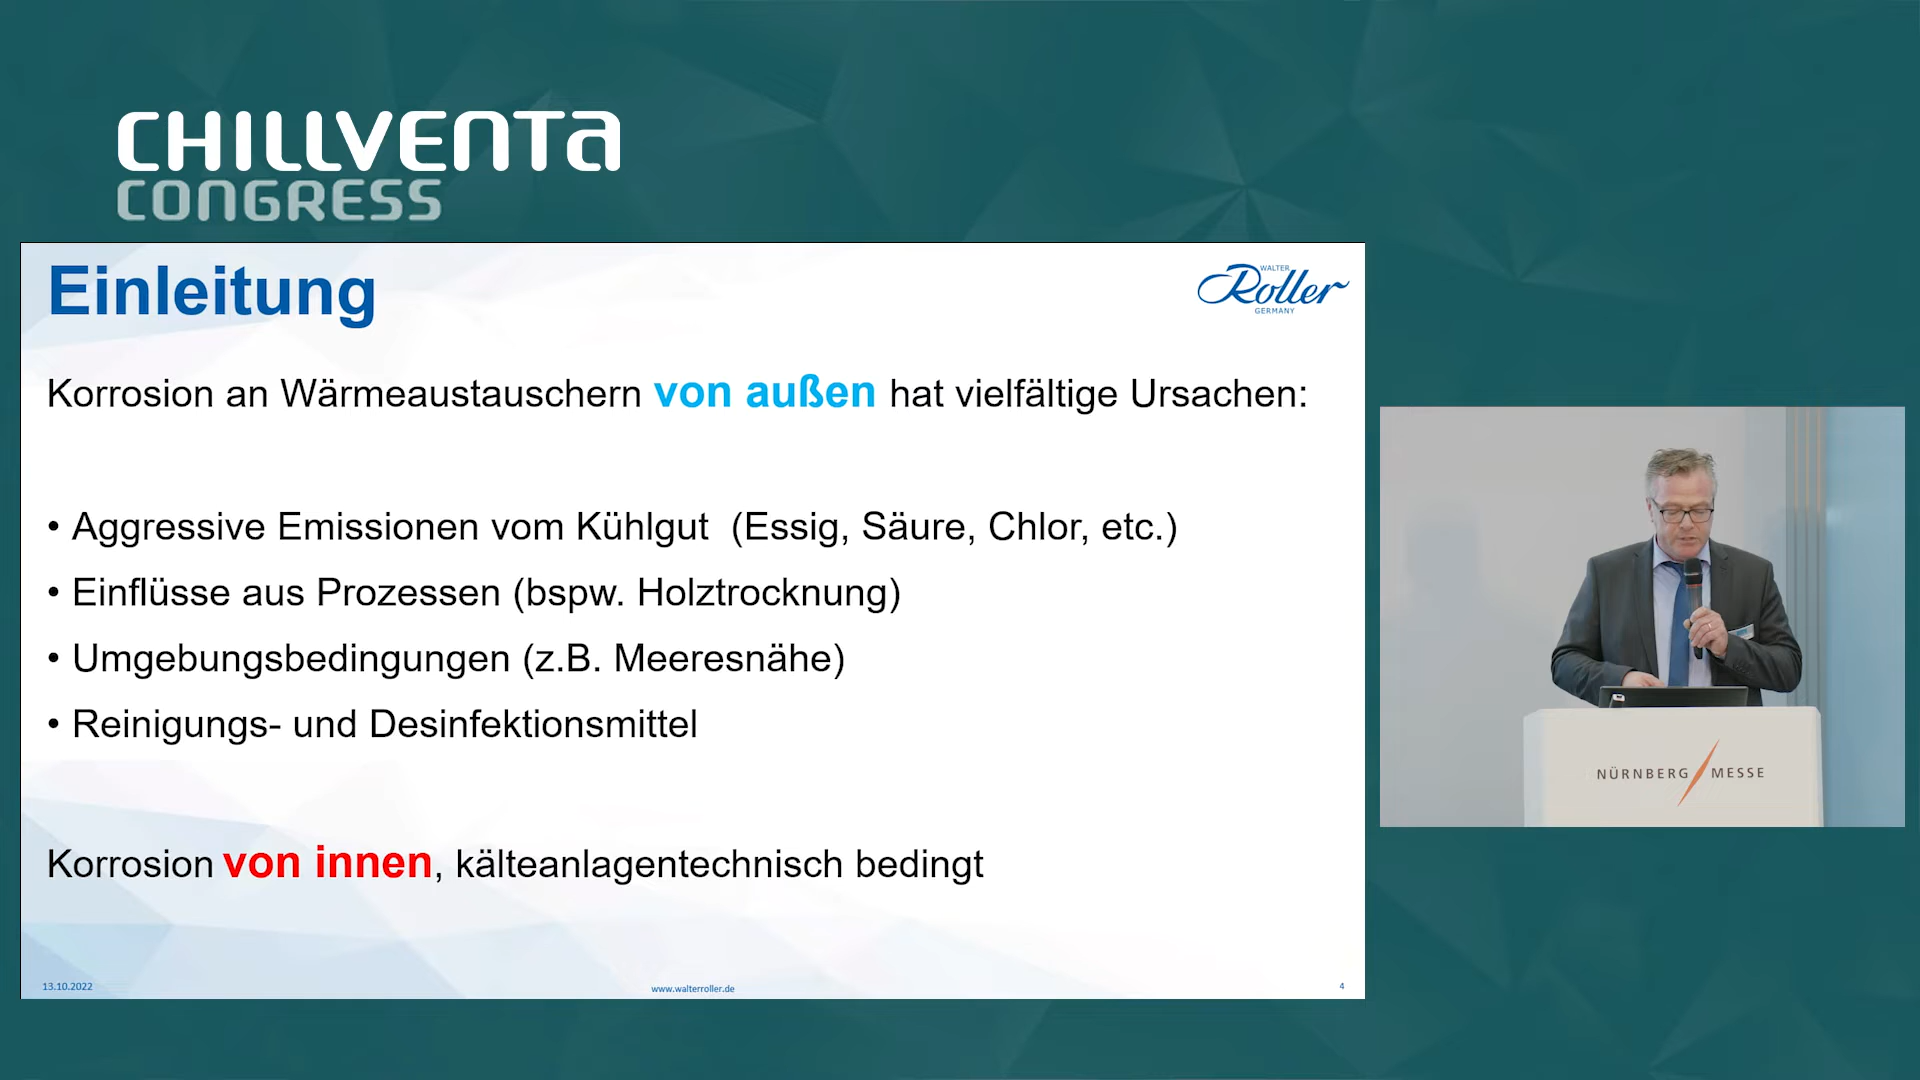 CHILLVENTA
CONGRESS
Einleitung
WALTER
Roller
GERMANY
Korrosion an Wärmeaustauschern von außen hat vielfältige Ursachen:
• Aggressive Emissionen vom Kühlgut (Essig, Säure, Chlor, etc.)
• Einflüsse aus Prozessen (bspw. Holztrocknung)
• Umgebungsbedingungen (z.B. Meeresnähe)
• Reinigungs- und Desinfektionsmittel
Korrosion von innen, kälteanlagentechnisch bedingt
13.10.2022
www.walterroller.de
4
NÜRNBERG MESSE